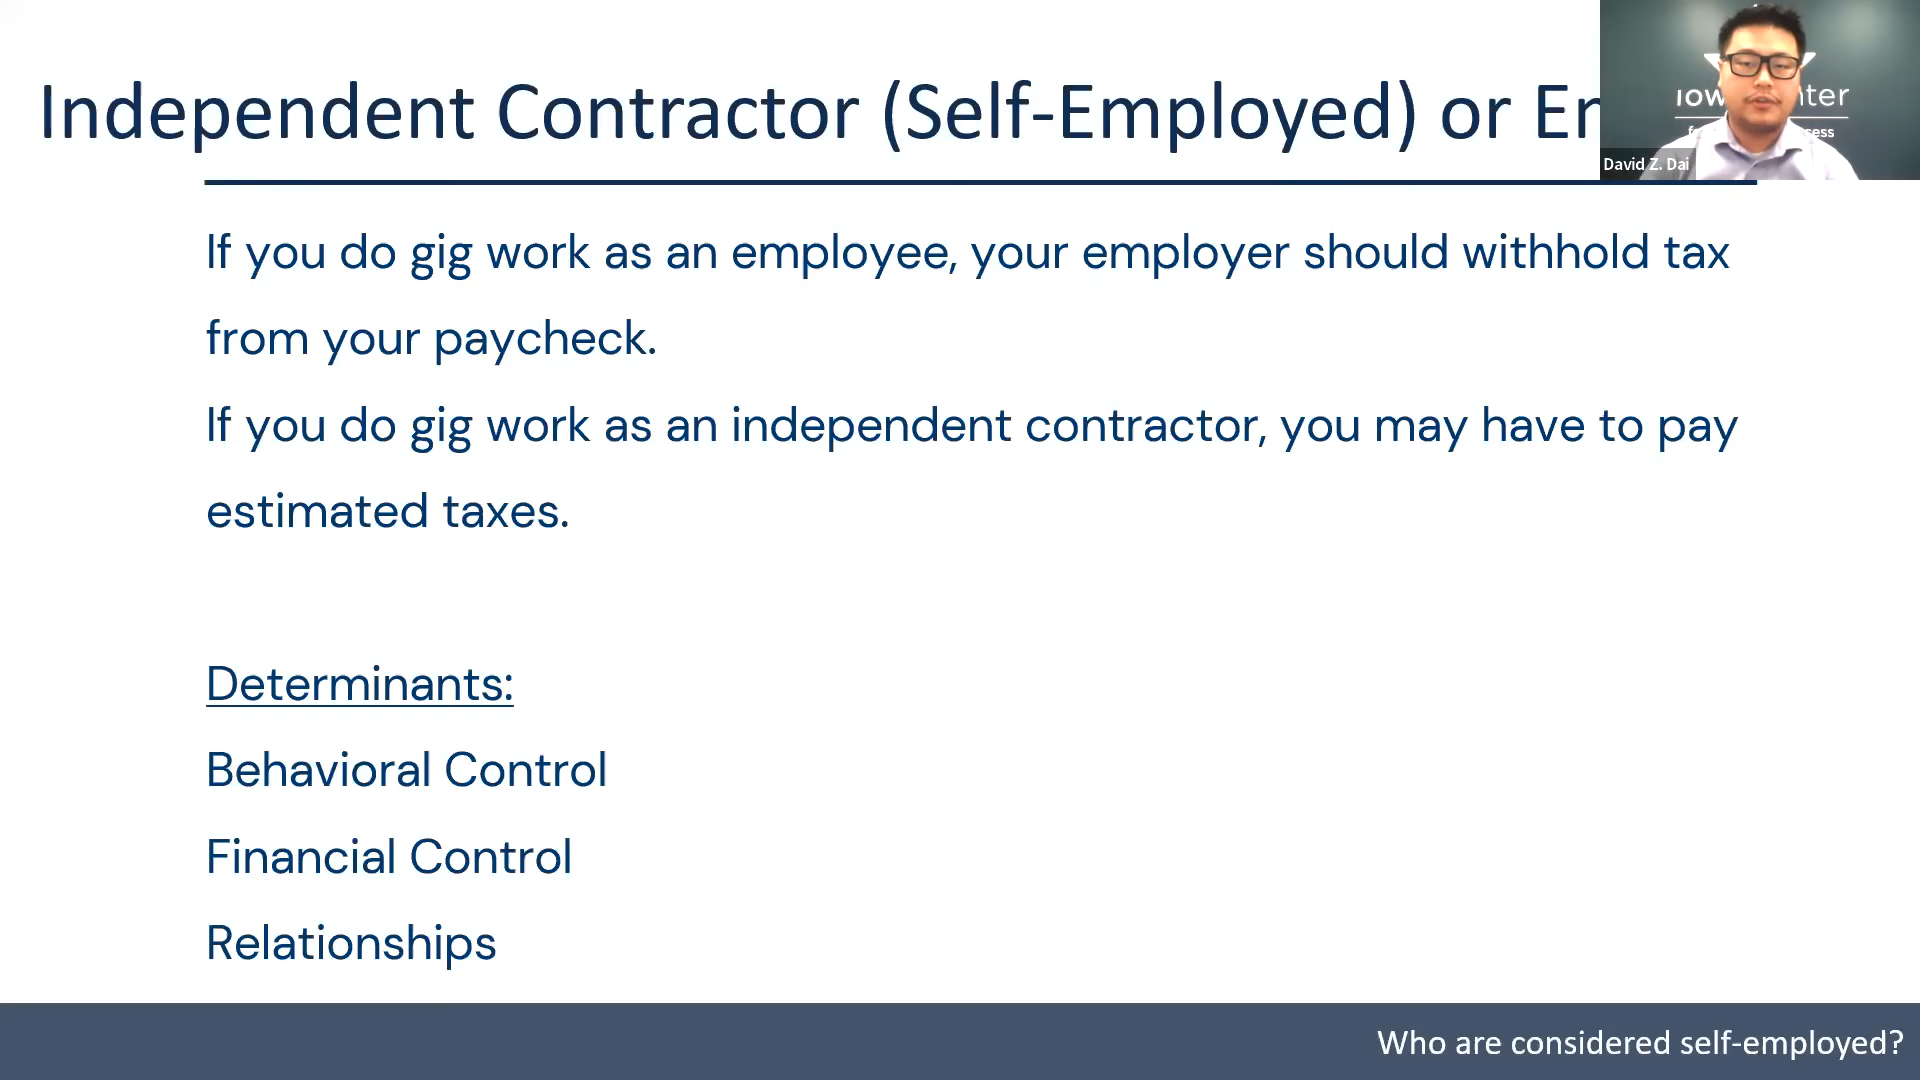 Independent Contractor (Self-Employed) or
If you do gig work as an employee, your employer should withhold tax
from your paycheck.
If you do gig work as an independent contractor, you may have to pay
estimated taxes.
Determinants:
Behavioral Control
Financial Control
Relationships
David Z. Dai
Who are considered self-employed?